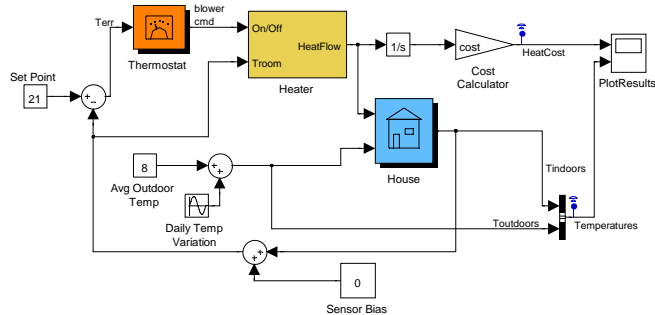 Terr
blower
cmd
On/Off
Troom
HeatFlow
Heater
Thermostat
1/s
cost
Cost
Calculator
HeatCost
PlotResults
Set Point
21
+
−
House
8
Avg Outdoor
Temp
+
+
Daily Temp
Variation
Tindoors
Toutdoors
Temperatures
+
+
0
Sensor Bias